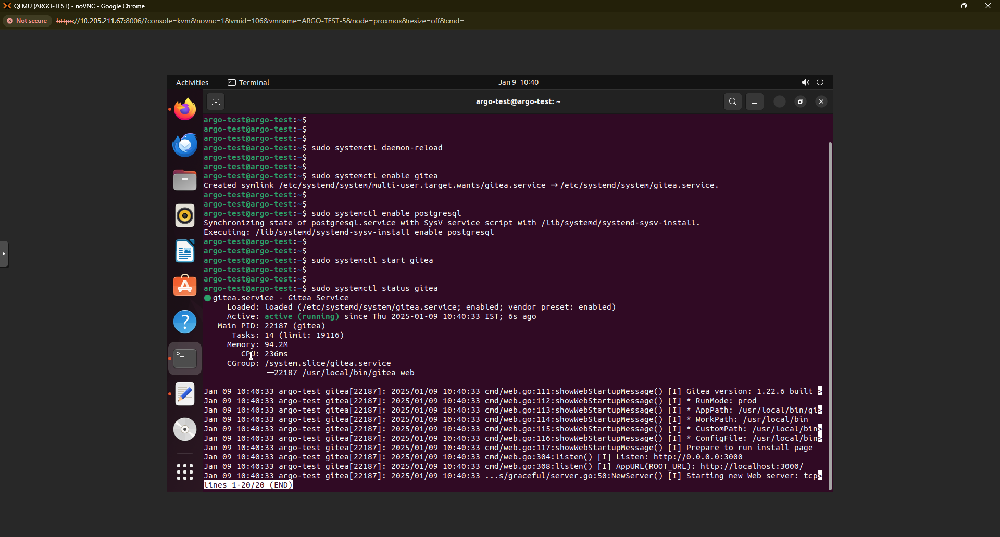 QEMU (ARGO-TEST) - noVNC - Google Chrome
Not secure https://10.205.211.67:8006/?console=kvm&novnc=1&vmid=106&vmname=ARGO-TEST-5&node=proxmox&resize=off&cmd=
Activities Terminal Jan 9 10:40
argo-test@argo-test: ~
argo-test@argo-test:~$
argo-test@argo-test:~$
argo-test@argo-test:~$
argo-test@argo-test:~$ sudo systemctl daemon-reload
argo-test@argo-test:~$
argo-test@argo-test:~$
argo-test@argo-test:~$ sudo systemctl enable gitea
Created symlink /etc/systemd/system/multi-user.target.wants/gitea.service → /etc/systemd/system/gitea.service.
argo-test@argo-test:~$
argo-test@argo-test:~$
argo-test@argo-test:~$ sudo systemctl enable postgresql
Synchronizing state of postgresql.service with SysV service script with /lib/systemd/systemd-sysv-install.
Executing: /lib/systemd/systemd-sysv-install enable postgresql
argo-test@argo-test:~$
argo-test@argo-test:~$
argo-test@argo-test:~$ sudo systemctl start gitea
argo-test@argo-test:~$
argo-test@argo-test:~$
argo-test@argo-test:~$ sudo systemctl status gitea
● gitea.service - Gitea Service
Loaded: loaded (/etc/systemd/system/gitea.service; enabled; vendor preset: enabled)
Active: active (running) since Thu 2025-01-09 10:40:33 IST; 6s ago
Main PID: 22187 (gitea)
Tasks: 14 (limit: 19116)
Memory: 94.2M
CPU: 236ms
CGroup: /system.slice/gitea.service
└─22187 /usr/local/bin/gitea web
Jan 09 10:40:33 argo-test gitea[22187]: 2025/01/09 10:40:33 cmd/web.go:111:showWebStartupMessage() [I] Gitea version: 1.22.6 built >
Jan 09 10:40:33 argo-test gitea[22187]: 2025/01/09 10:40:33 cmd/web.go:112:showWebStartupMessage() [I] * RunMode: prod
Jan 09 10:40:33 argo-test gitea[22187]: 2025/01/09 10:40:33 cmd/web.go:113:showWebStartupMessage() [I] * AppPath: /usr/local/bin/gi>
Jan 09 10:40:33 argo-test gitea[22187]: 2025/01/09 10:40:33 cmd/web.go:114:showWebStartupMessage() [I] * WorkPath: /usr/local/bin
Jan 09 10:40:33 argo-test gitea[22187]: 2025/01/09 10:40:33 cmd/web.go:115:showWebStartupMessage() [I] * CustomPath: /usr/local/bin>
Jan 09 10:40:33 argo-test gitea[22187]: 2025/01/09 10:40:33 cmd/web.go:116:showWebStartupMessage() [I] * ConfigFile: /usr/local/bin>
Jan 09 10:40:33 argo-test gitea[22187]: 2025/01/09 10:40:33 cmd/web.go:117:showWebStartupMessage() [I] Prepare to run install page
Jan 09 10:40:33 argo-test gitea[22187]: 2025/01/09 10:40:33 cmd/web.go:304:listen() [I] Listen: http://0.0.0.0:3000
Jan 09 10:40:33 argo-test gitea[22187]: 2025/01/09 10:40:33 cmd/web.go:308:listen() [I] AppURL(ROOT_URL): http://localhost:3000/
Jan 09 10:40:33 argo-test gitea[22187]: 2025/01/09 10:40:33 ...s/graceful/server.go:50:NewServer() [I] Starting new Web server: tcp>
lines 1-20/20 (END)